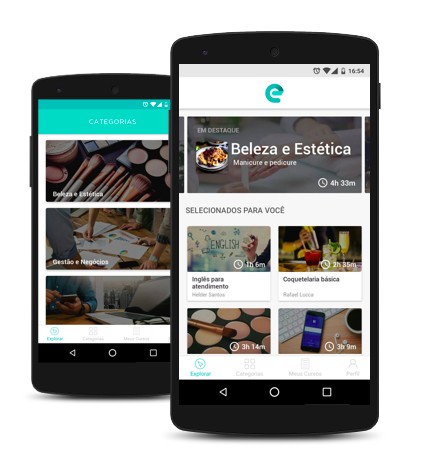 CATEGORIAS
Beleza e Estética
Gestão e Negócios
Explorar
Categorias
Meus Cursos
16:54
EM DESTAQUE
Beleza e Estética
Manicure e pedicure
4h 33m
SELECIONADOS PARA VOCÊ
ENGLISH
1h 6m
2h 35m
Inglês para
atendimento
Helder Santos
Coquetelaria básica
Rafael Lucca
3h 14m
3h 9m
Explorar
Categorias
Meus Cursos
Perfil